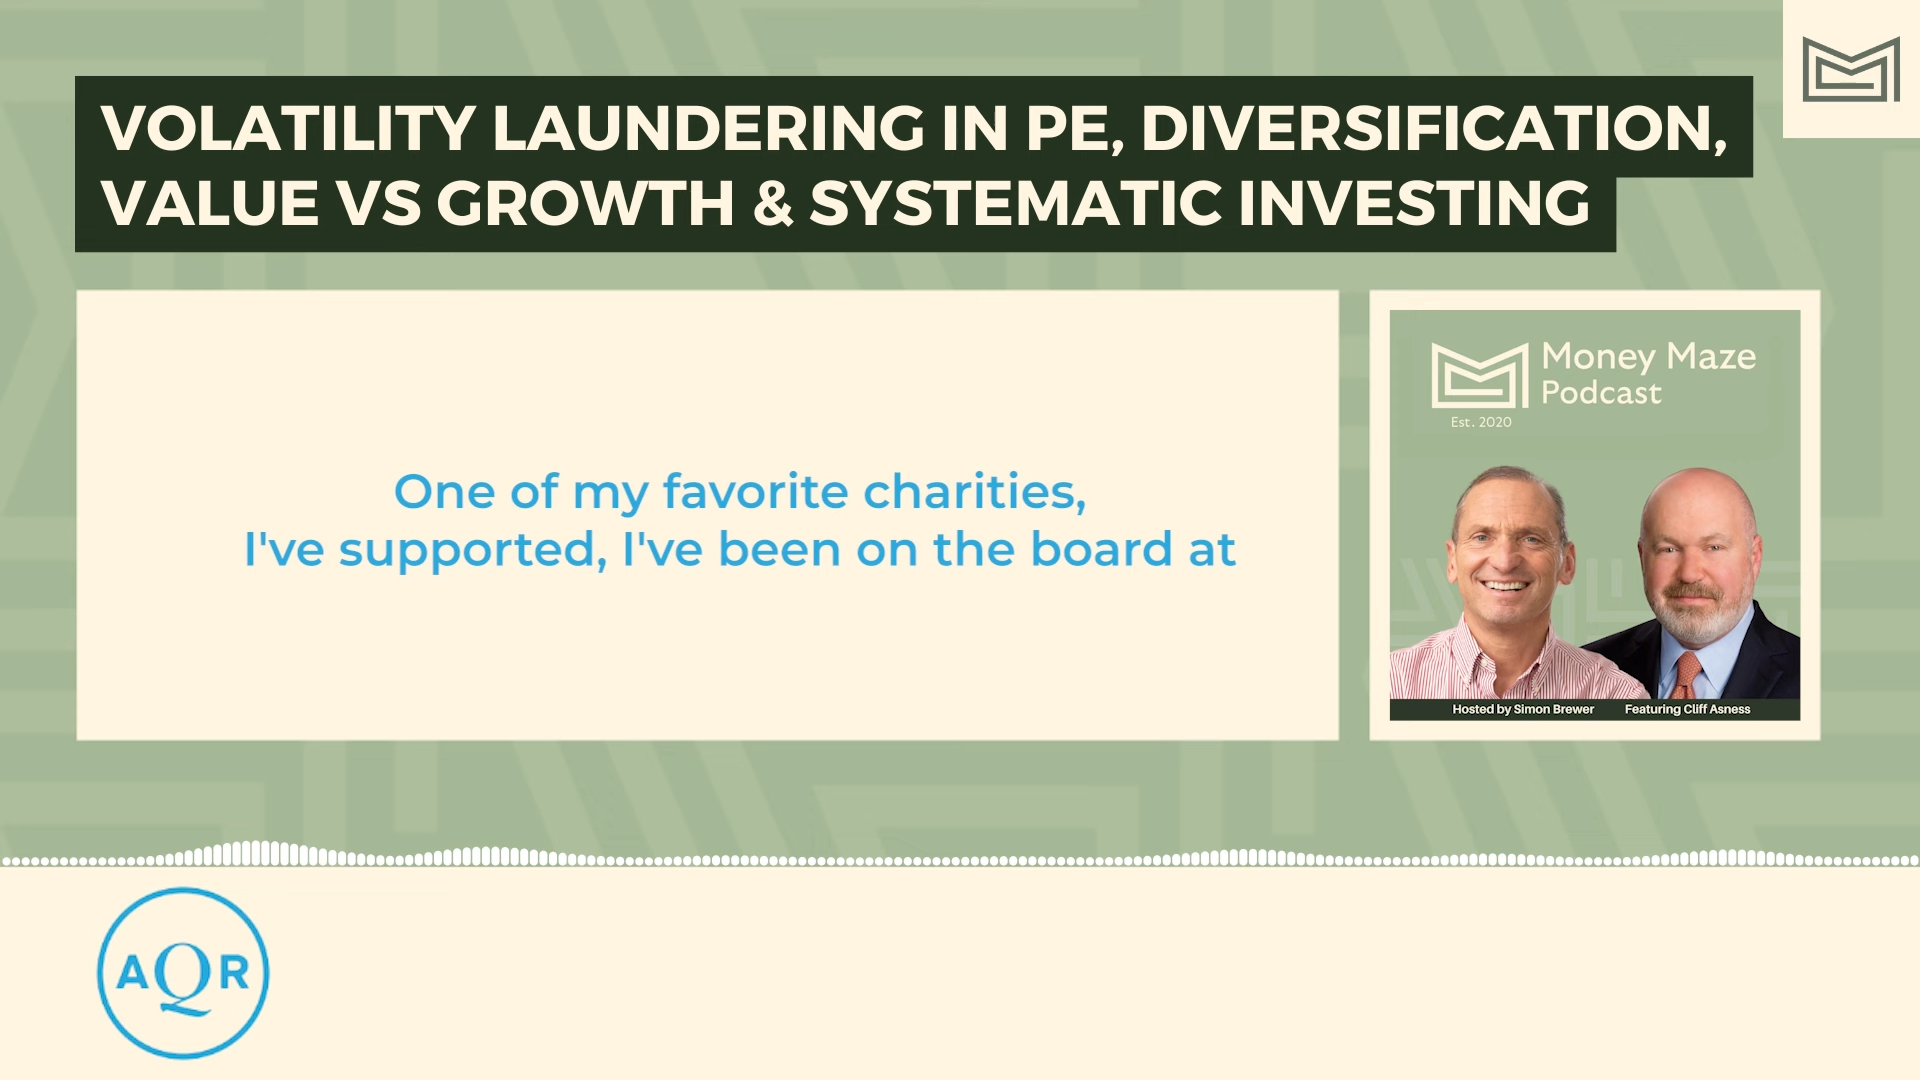 VOLATILITY LAUNDERING IN PE, DIVERSIFICATION,
VALUE VS GROWTH & SYSTEMATIC INVESTING
One of my favorite charities,
I've supported, I've been on the board at
Money Maze
Podcast
Est. 2020
Hosted by Simon Brewer
Featuring Cliff Asness
AQR